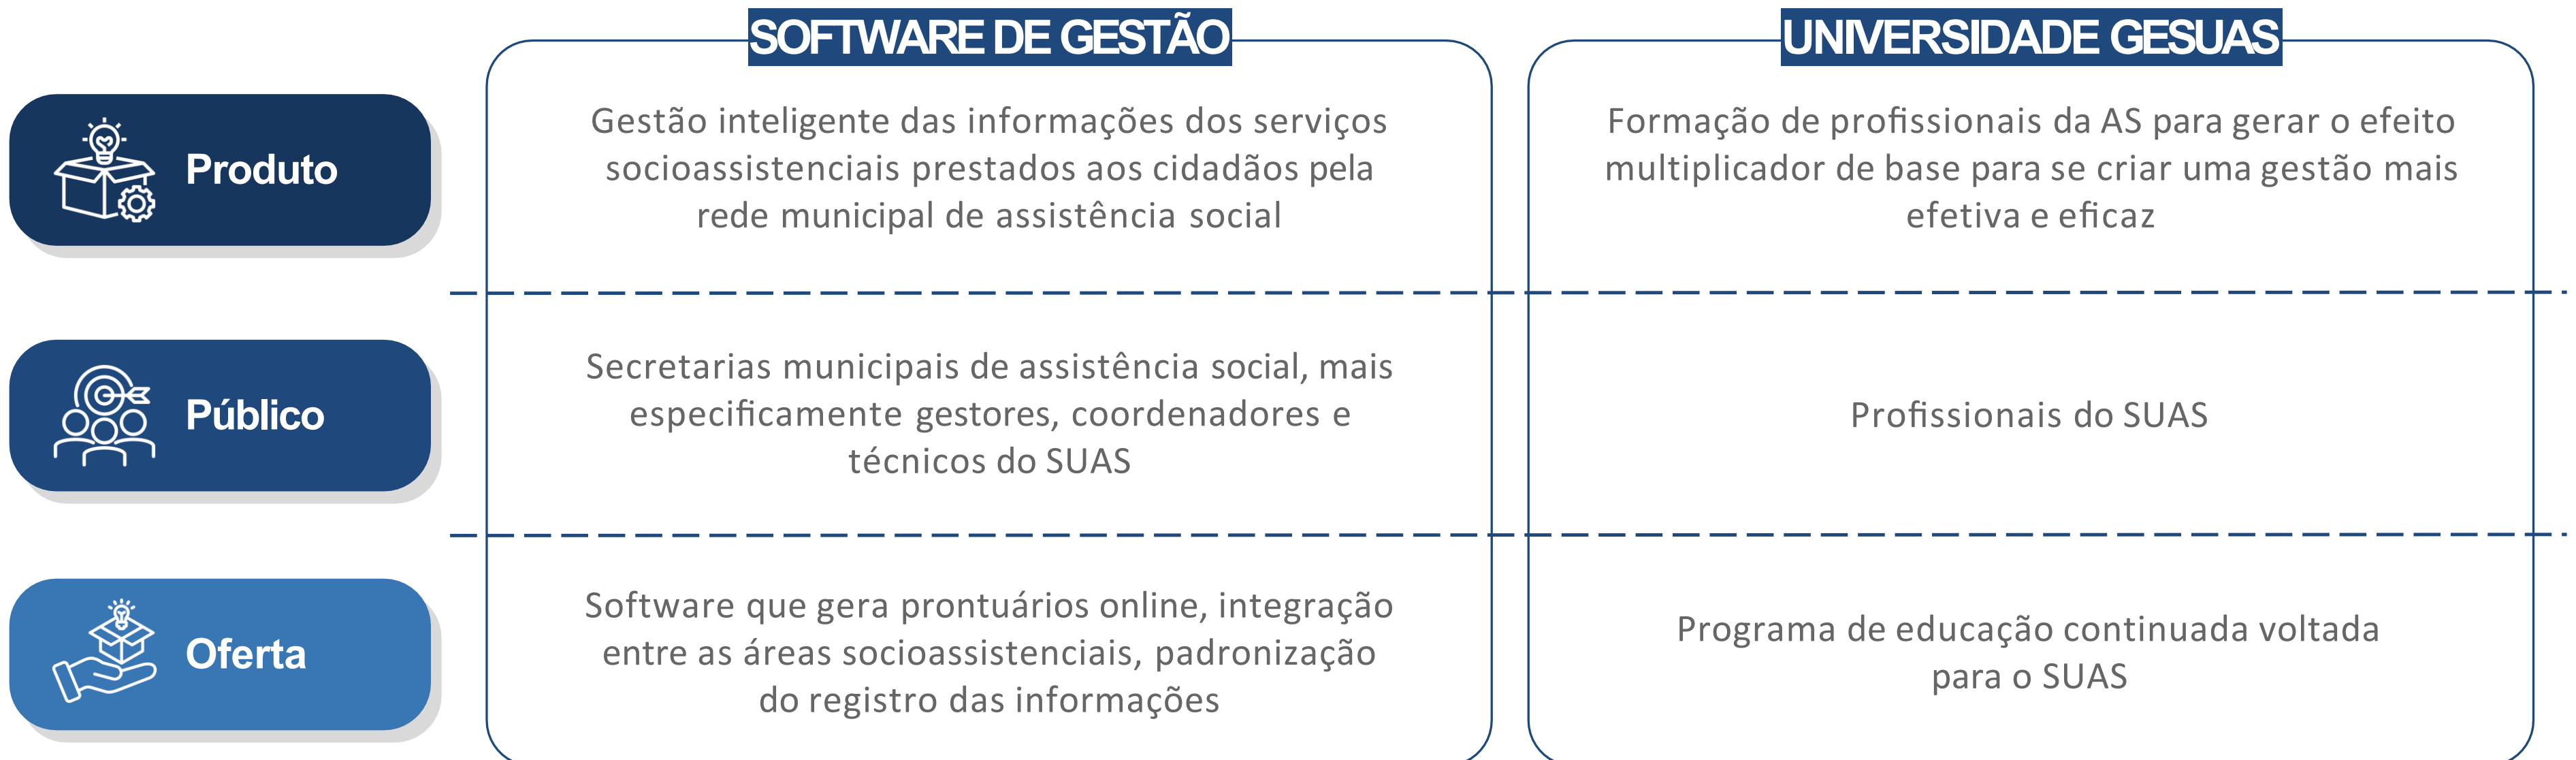 SOFTWARE DE GESTÃO
UNIVERSIDADE GESUAS
Produto
Gestão inteligente das informações dos serviços
socioassistenciais prestados aos cidadãos pela
rede municipal de assistência social
Formação de profissionais da AS para gerar o efeito
multiplicador de base para se criar uma gestão mais
efetiva e eficaz
Público
Secretarias municipais de assistência social, mais
especificamente gestores, coordenadores e
técnicos do SUAS
Profissionais do SUAS
Oferta
Software que gera prontuários online, integração
entre as áreas socioassistenciais, padronização
do registro das informações
Programa de educação continuada voltada
para o SUAS